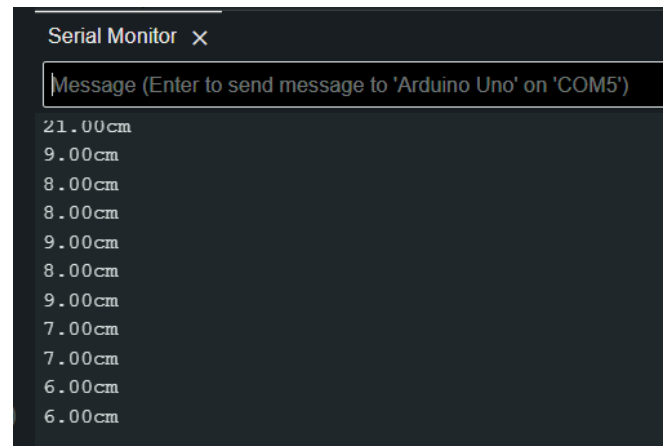 Serial Monitor ×
Message (Enter to send message to 'Arduino Uno' on 'COM5')
21.00cm
9.00cm
8.00cm
8.00cm
9.00cm
8.00cm
9.00cm
7.00cm
7.00cm
6.00cm
6.00cm